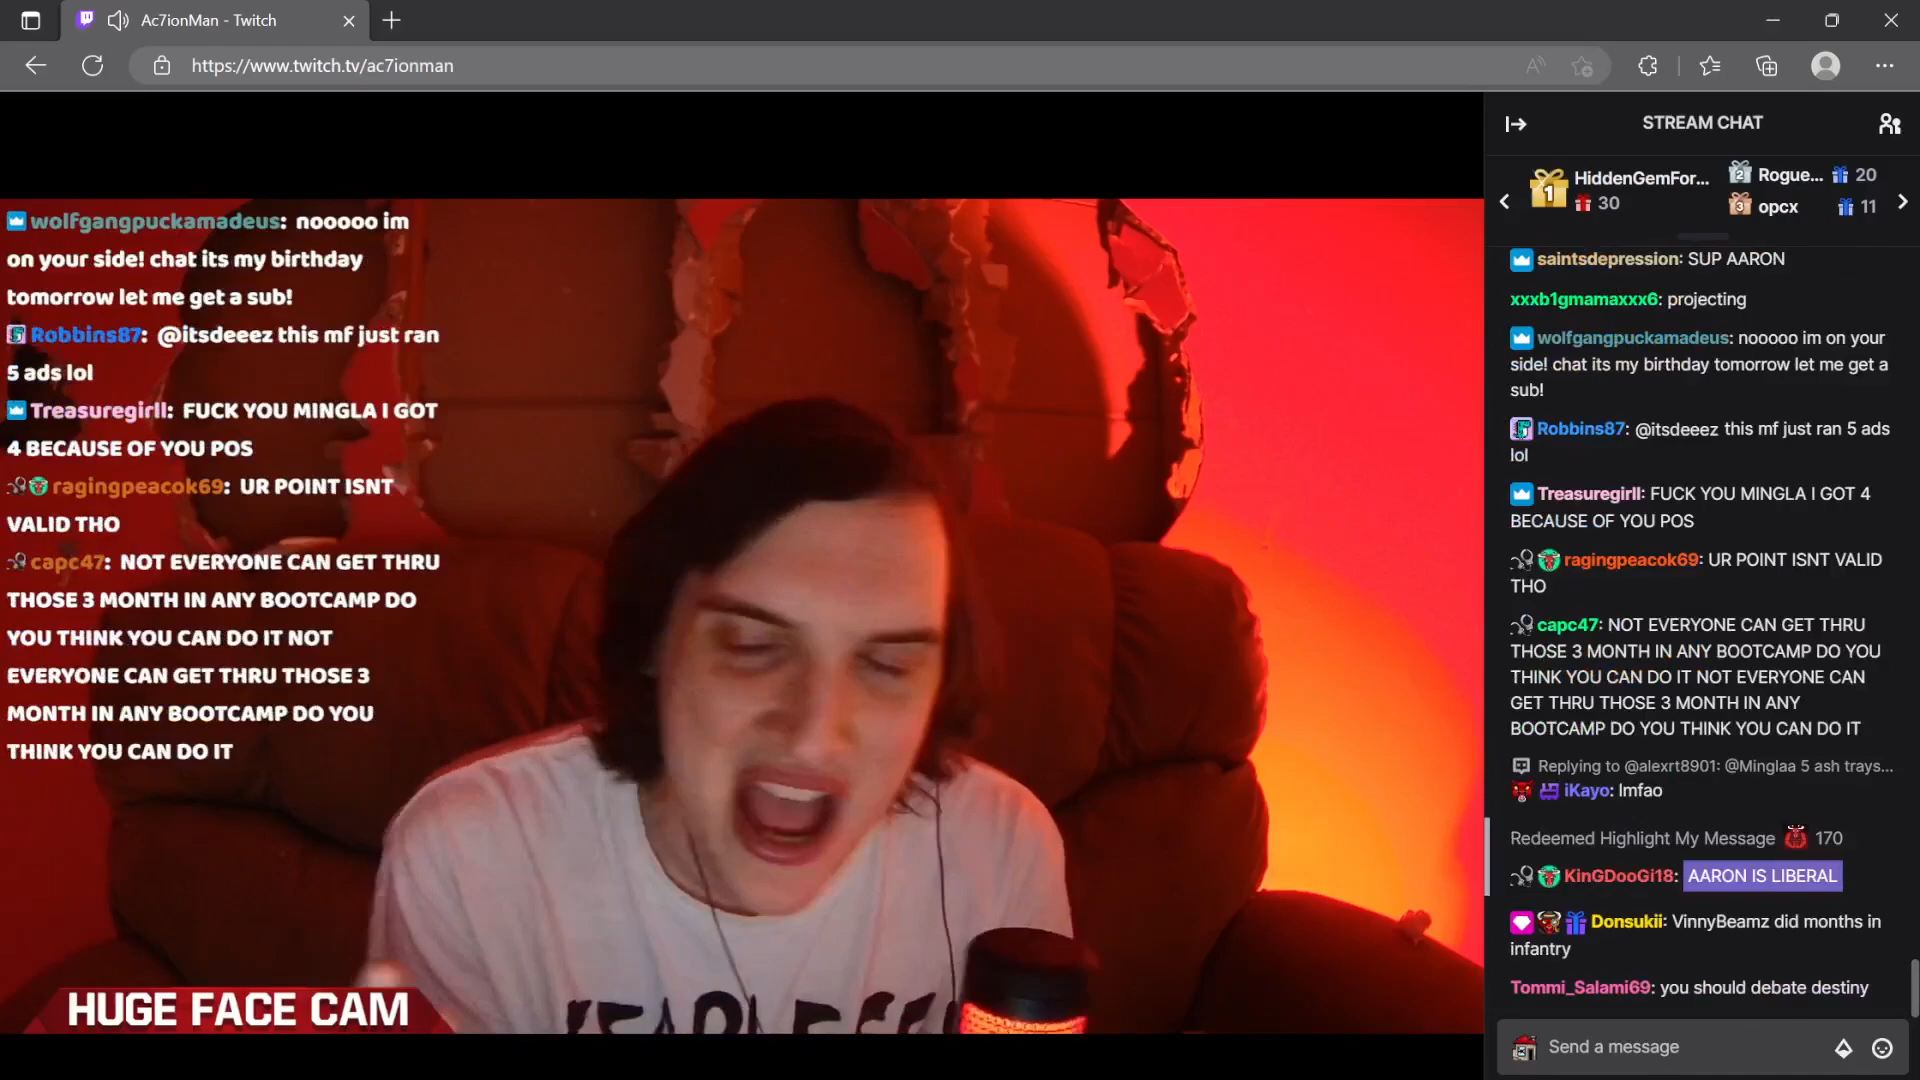 Ac7ionMan - Twitch
https://www.twitch.tv/ac7ionman
wolfgangpuckamadeus: nooooo im
on your side! chat its my birthday
tomorrow let me get a sub!
Robbins87: @itsdeeez this mf just ran
5 ads lol
Treasuregirll: FUCK YOU MINGLA I GOT
4 BECAUSE OF YOU POS
ragingpeacok69: UR POINT ISNT
VALID THO
capc47: NOT EVERYONE CAN GET THRU
THOSE 3 MONTH IN ANY BOOTCAMP DO
YOU THINK YOU CAN DO IT NOT
EVERYONE CAN GET THRU THOSE 3
MONTH IN ANY BOOTCAMP DO YOU
THINK YOU CAN DO IT
HUGE FACE CAM
STREAM CHAT
1 HiddenGemFor... 30
2 Rogue... 20
3 opcx 11
saintsdepression: SUP AARON
xxxb1gmamaxxx6: projecting
wolfgangpuckamadeus: nooooo im on your
side! chat its my birthday tomorrow let me get a
sub!
Robbins87: @itsdeeez this mf just ran 5 ads
lol
Treasuregirll: FUCK YOU MINGLA I GOT 4
BECAUSE OF YOU POS
ragingpeacok69: UR POINT ISNT VALID
THO
capc47: NOT EVERYONE CAN GET THRU
THOSE 3 MONTH IN ANY BOOTCAMP DO YOU
THINK YOU CAN DO IT NOT EVERYONE CAN
GET THRU THOSE 3 MONTH IN ANY
BOOTCAMP DO YOU THINK YOU CAN DO IT
Replying to @alexrt8901: @Minglaa 5 ash trays...
iKayo: lmfao
Redeemed Highlight My Message 170
KinGDooGi18: AARON IS LIBERAL
Donsukii: VinnyBeamz did months in
infantry
Tommi_Salami69: you should debate destiny
Send a message